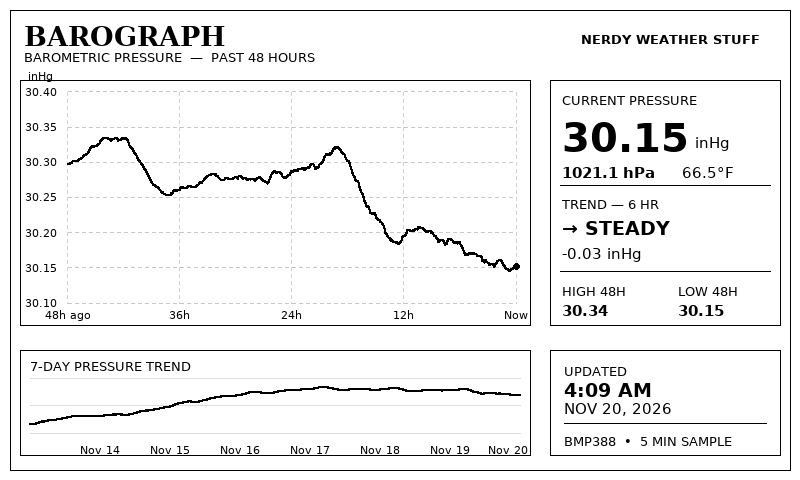 BAROGRAPH
BAROMETRIC PRESSURE — PAST 48 HOURS
NERDY WEATHER STUFF
inHg
30.40
30.35
30.30
30.25
30.20
30.15
30.10
48h ago 36h 24h 12h Now
CURRENT PRESSURE
30.15 inHg
1021.1 hPa 66.5°F
TREND — 6 HR
→ STEADY
-0.03 inHg
HIGH 48H LOW 48H
30.34 30.15
7-DAY PRESSURE TREND
Nov 14 Nov 15 Nov 16 Nov 17 Nov 18 Nov 19 Nov 20
UPDATED
4:09 AM
NOV 20, 2026
BMP388 • 5 MIN SAMPLE